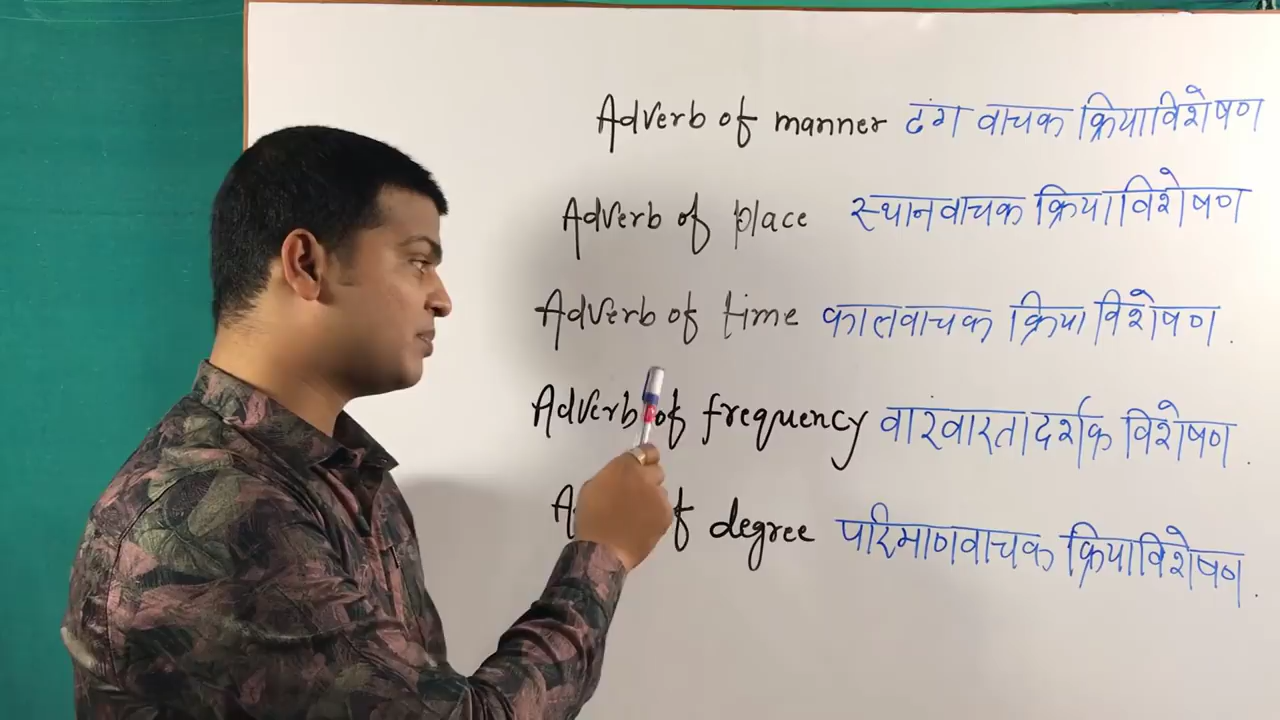 Adverb of manner ढंग वाचक क्रियाविशेषण
Adverb of place स्थानवाचक क्रियाविशेषण
Adverb of time कालवाचक क्रिया विशेषण.
Adverb of frequency वारंवारतादर्शक विशेषण.
of degree परिमाणवाचक क्रियाविशेषण.